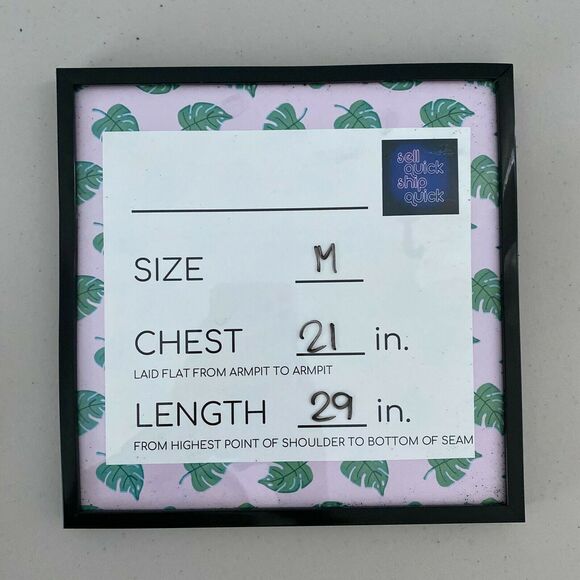 sell
quick
ship
quick
SIZE M
CHEST 21 in.
LAID FLAT FROM ARMPIT TO ARMPIT
LENGTH 29 in.
FROM HIGHEST POINT OF SHOULDER TO BOTTOM OF SEAM